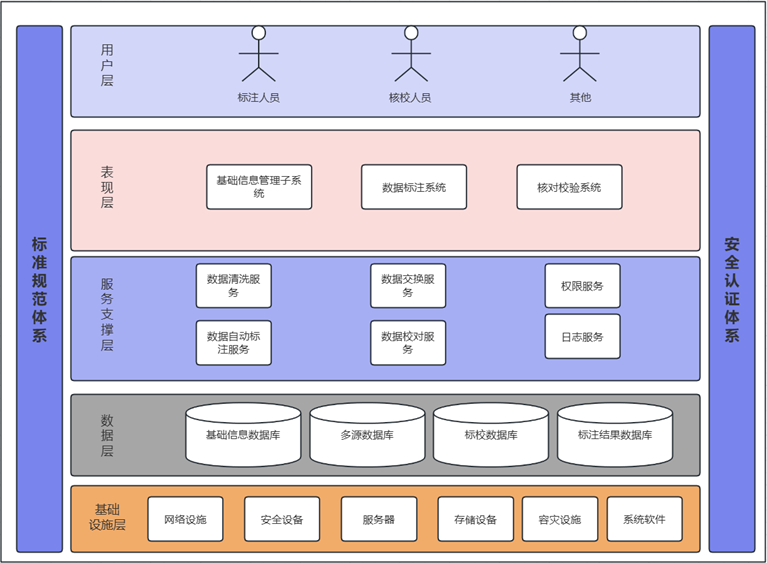 标准规范体系
用户层
标注人员
核校人员
其他
表现层
基础信息管理子系
统
数据标注系统
核对校验系统
服务支撑层
数据清洗服
务
数据交换服
务
权限服务
数据自动标
注服务
数据校对服
务
日志服务
数据层
基础信息数据库
多源数据库
标校数据库
标注结果数据库
基础
设施层
网络设施
安全设备
服务器
存储设备
容灾设施
系统软件
安全认证体系